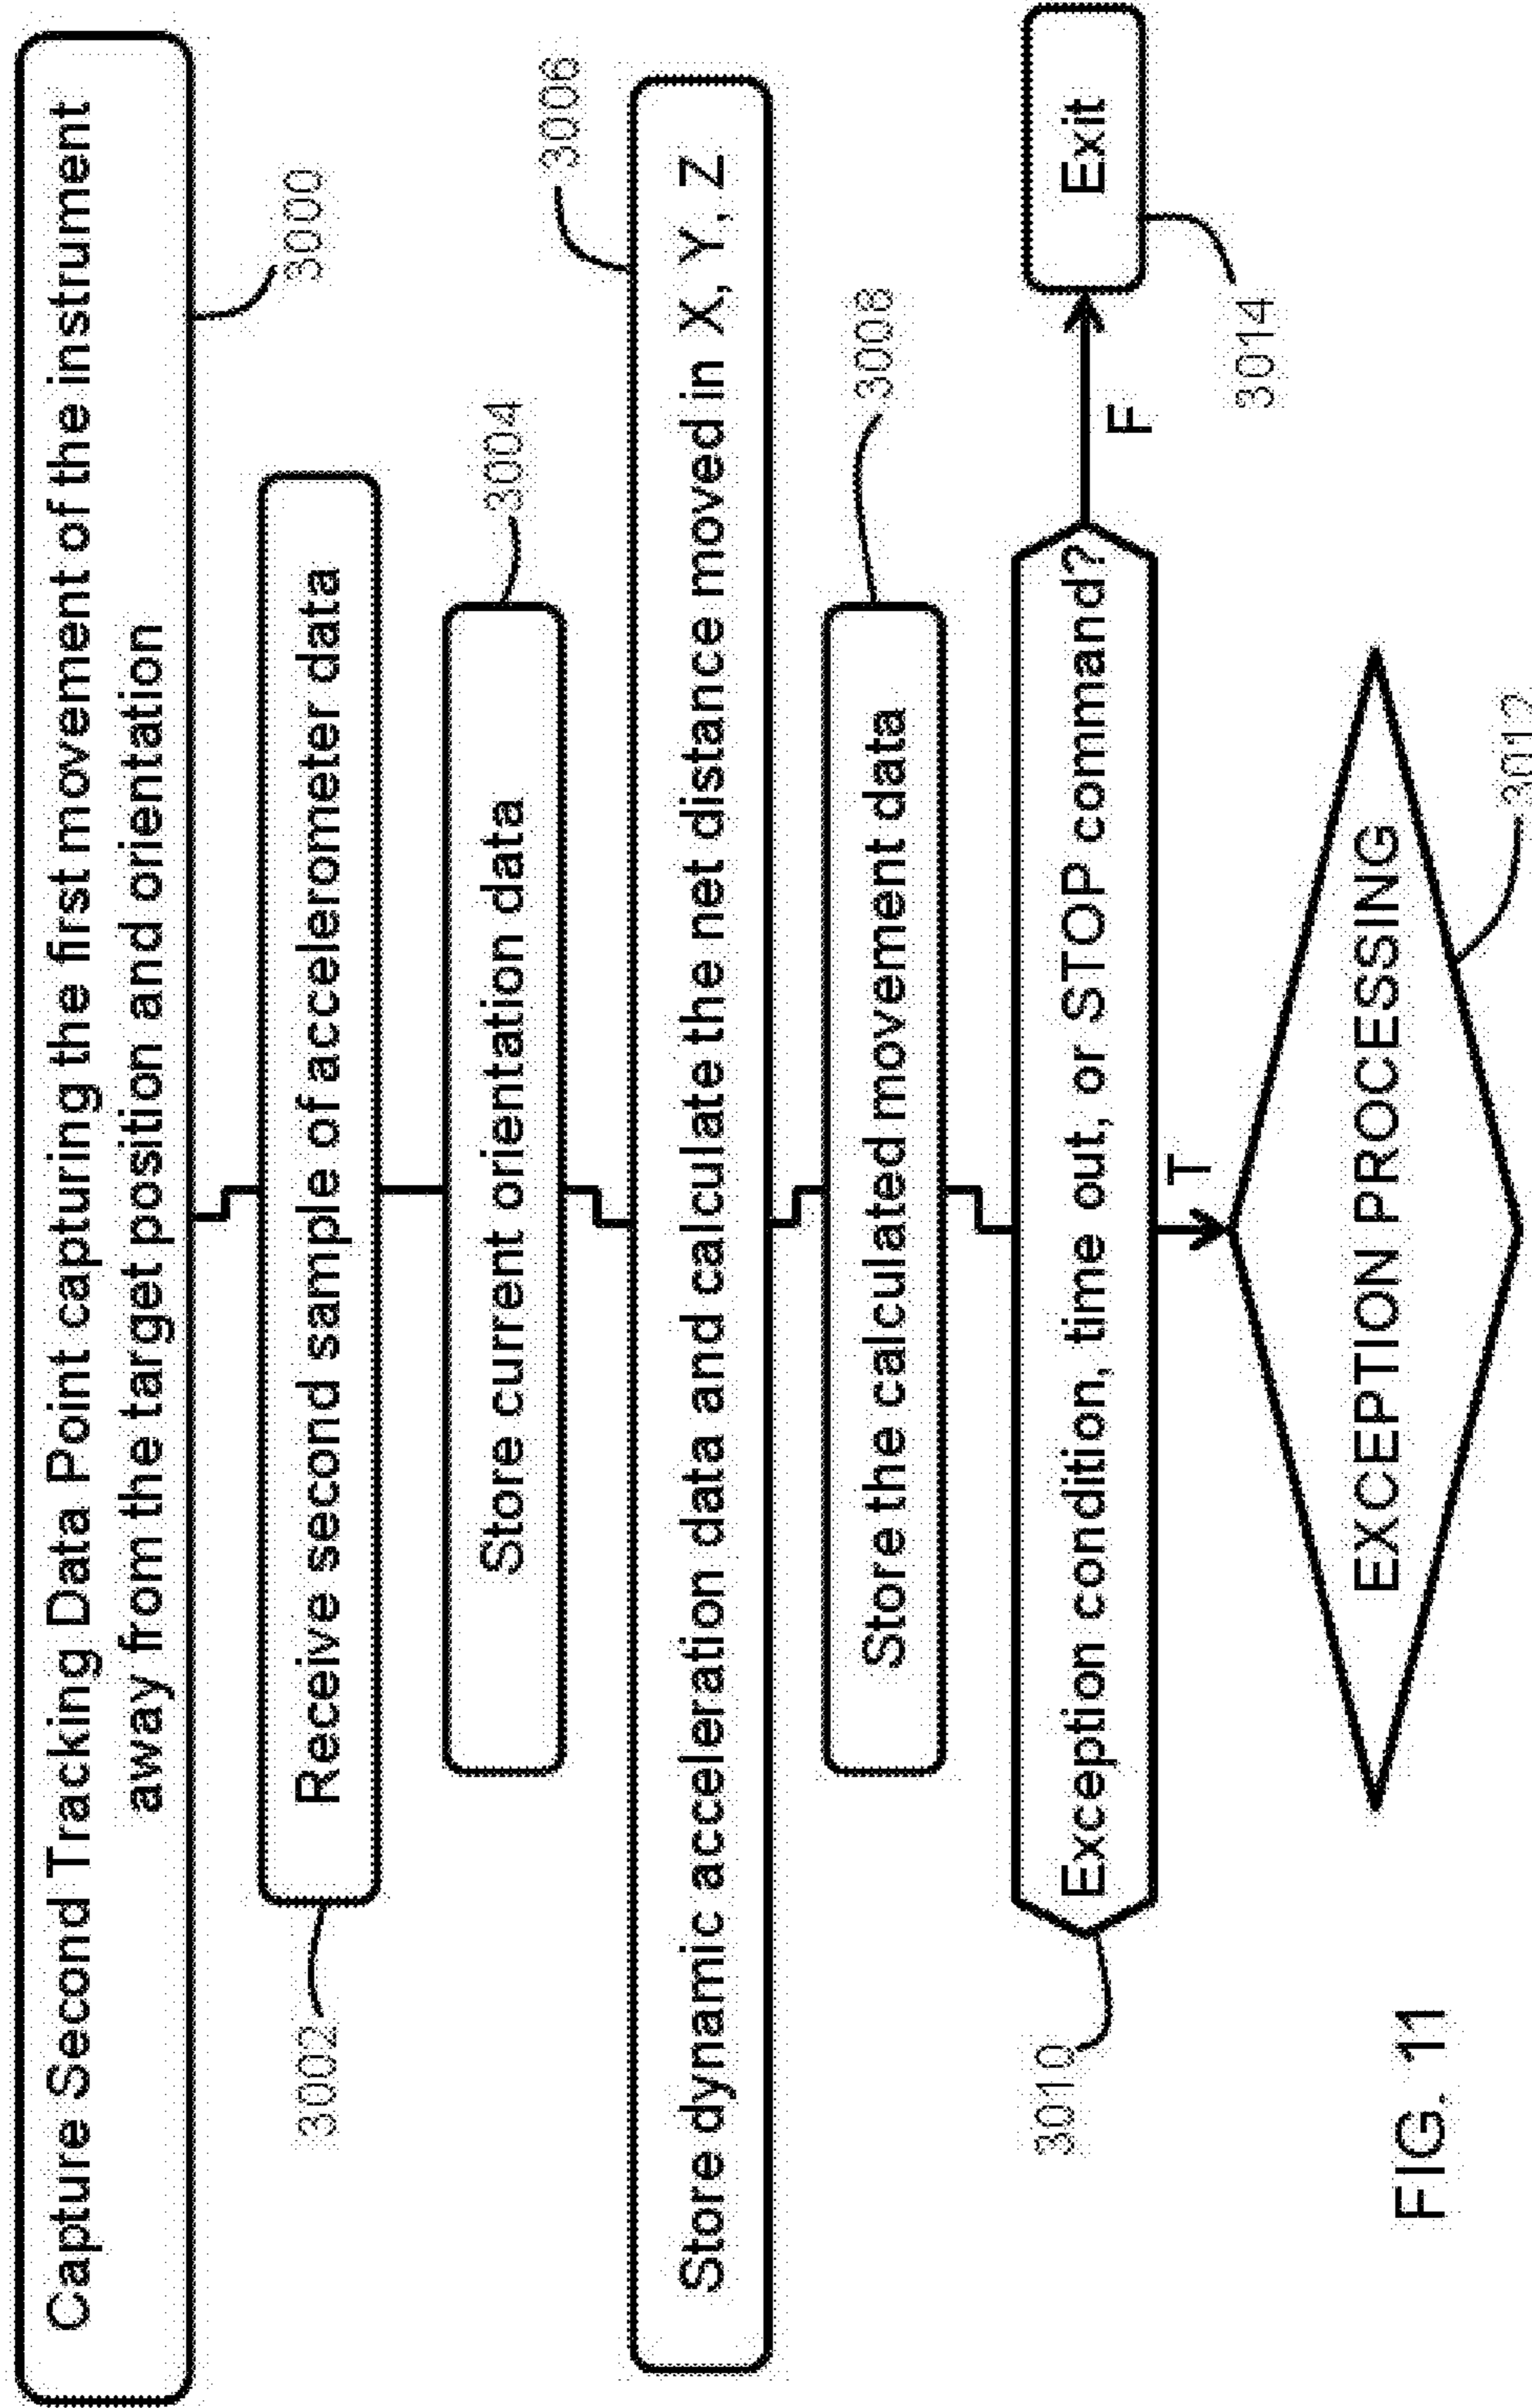 Capture Second Tracking Data Point capturing the first movement of the instrument
away from the target position and orientation
3000
Receive second sample of accelerometer data
3002
Store current orientation data
3004
3006
Store dynamic acceleration data and calculate the net distance moved in X, Y, Z
Store the calculated movement data
3008
Exception condition, time out, or STOP command?
3010
F
Exit
3014
T
EXCEPTION PROCESSING
3012
FIG. 11